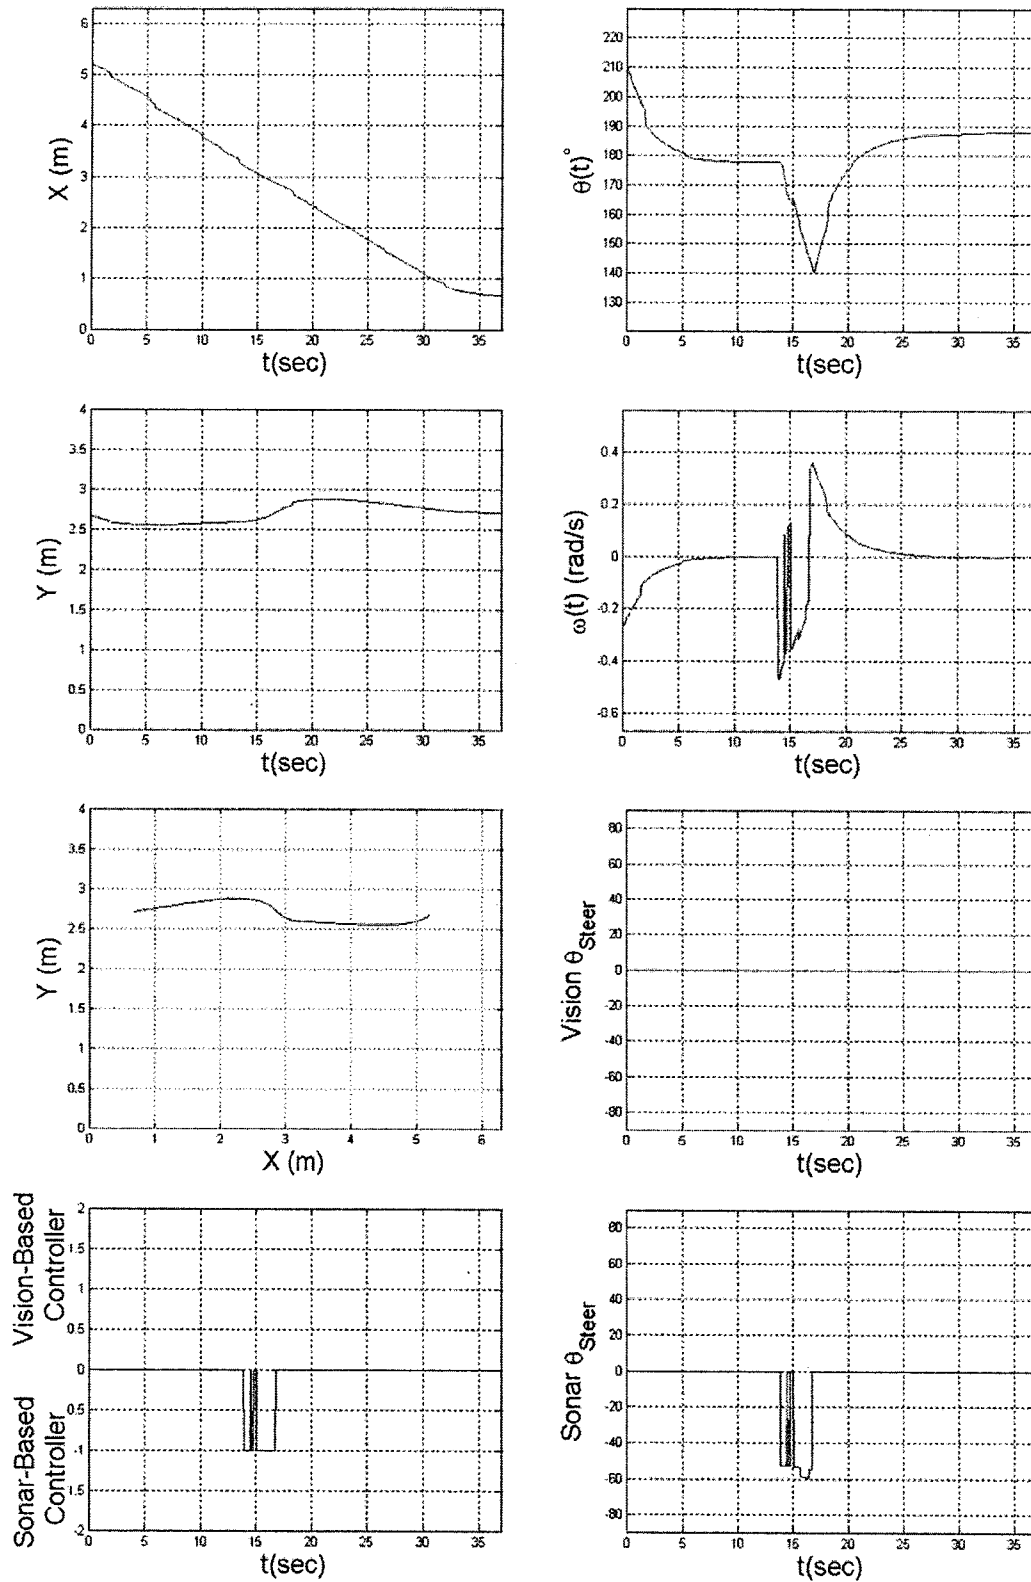 6
5
4
3
2
1
0
X (m)
0 5 10 15 20 25 30 35
t(sec)
220
210
200
190
180
170
160
150
140
130
θ(t)°
0 5 10 15 20 25 30 35
t(sec)
4
3.5
3
2.5
2
1.5
1
0.5
0
Y (m)
0 5 10 15 20 25 30 35
t(sec)
0.4
0.2
0
-0.2
-0.4
-0.6
ω(t) (rad/s)
0 5 10 15 20 25 30 35
t(sec)
4
3.5
3
2.5
2
1.5
1
0.5
0
Y (m)
0 1 2 3 4 5 6
X (m)
80
60
40
20
0
-20
-40
-60
-80
Vision θSteer
0 5 10 15 20 25 30 35
t(sec)
2
1.5
1
0.5
0
-0.5
-1
-1.5
-2
Vision-Based
Controller
Sonar-Based
Controller
0 5 10 15 20 25 30 35
t(sec)
80
60
40
20
0
-20
-40
-60
-80
Sonar θSteer
0 5 10 15 20 25 30 35
t(sec)